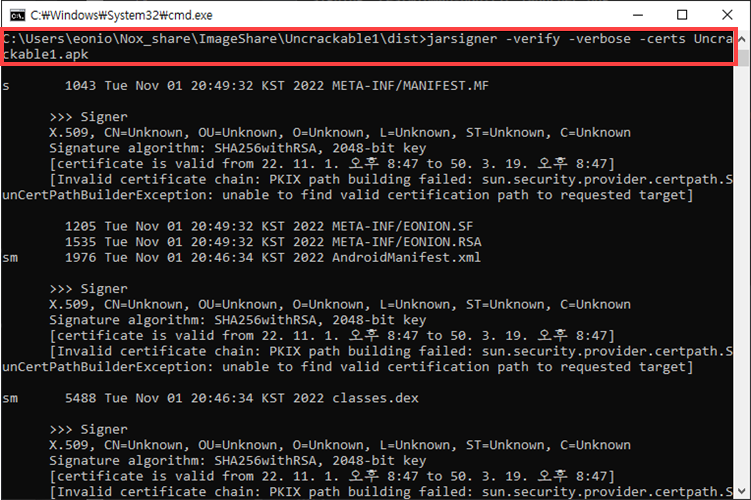 C:₩Windows₩System32₩cmd.exe
C:\Users\eonio\Nox_share\ImageShare\Uncrackable1\dist>jarsigner -verify -verbose -certs Uncra
ckable1.apk
s       1043 Tue Nov 01 20:49:32 KST 2022 META-INF/MANIFEST.MF
>>> Signer
X.509, CN=Unknown, OU=Unknown, O=Unknown, L=Unknown, ST=Unknown, C=Unknown
Signature algorithm: SHA256withRSA, 2048-bit key
[certificate is valid from 22. 11. 1. 오후 8:47 to 50. 3. 19. 오후 8:47]
[Invalid certificate chain: PKIX path building failed: sun.security.provider.certpath.S
unCertPathBuilderException: unable to find valid certification path to requested target]
1205 Tue Nov 01 20:49:32 KST 2022 META-INF/EONION.SF
1535 Tue Nov 01 20:49:32 KST 2022 META-INF/EONION.RSA
sm      1976 Tue Nov 01 20:46:34 KST 2022 AndroidManifest.xml
>>> Signer
X.509, CN=Unknown, OU=Unknown, O=Unknown, L=Unknown, ST=Unknown, C=Unknown
Signature algorithm: SHA256withRSA, 2048-bit key
[certificate is valid from 22. 11. 1. 오후 8:47 to 50. 3. 19. 오후 8:47]
[Invalid certificate chain: PKIX path building failed: sun.security.provider.certpath.S
unCertPathBuilderException: unable to find valid certification path to requested target]
sm      5488 Tue Nov 01 20:46:34 KST 2022 classes.dex
>>> Signer
X.509, CN=Unknown, OU=Unknown, O=Unknown, L=Unknown, ST=Unknown, C=Unknown
Signature algorithm: SHA256withRSA, 2048-bit key
[certificate is valid from 22. 11. 1. 오후 8:47 to 50. 3. 19. 오후 8:47]
[Invalid certificate chain: PKIX path building failed: sun.security.provider.certpath.S